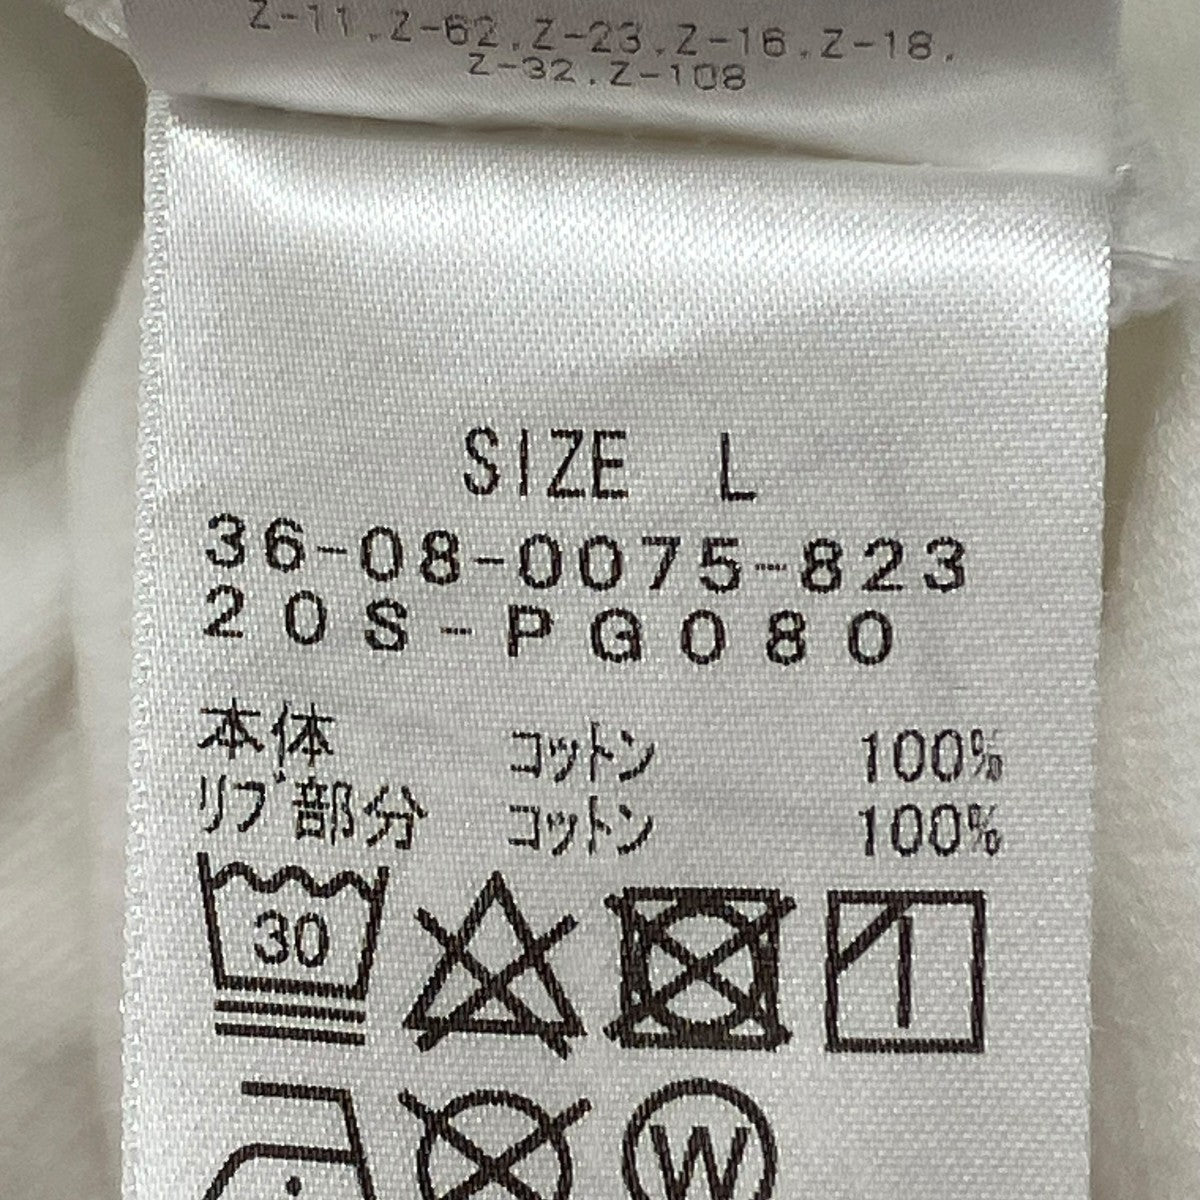 Z-11.Z-62.Z-23.Z-16.Z-18.
Z-32.Z-108
SIZE L
36-08-0075-823
20S-PG080
本体 コットン 100%
リブ部分 コットン 100%
30
W